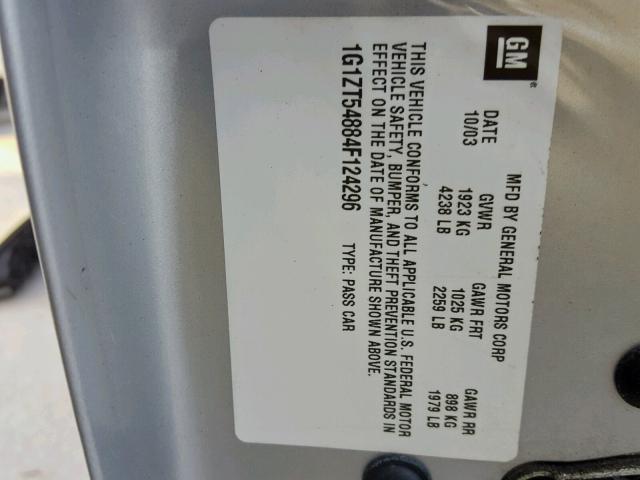 GM
®
MFD BY GENERAL MOTORS CORP
DATE GVWR GAWR FRT GAWR RR
10/03 1923 KG 1025 KG 898 KG
4238 LB 2259 LB 1979 LB
THIS VEHICLE CONFORMS TO ALL APPLICABLE U.S. FEDERAL MOTOR
VEHICLE SAFETY, BUMPER, AND THEFT PREVENTION STANDARDS IN
EFFECT ON THE DATE OF MANUFACTURE SHOWN ABOVE.
1G1ZT54884F124296 TYPE: PASS CAR